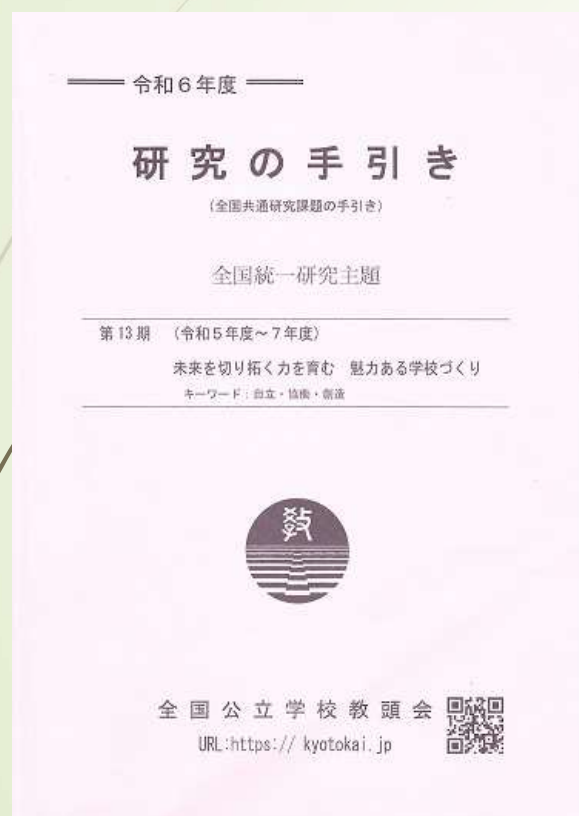 令和6年度
研究の手引き
(全国共通研究課題の手引き)
全国統一研究主題
第13期 (令和5年度~7年度)
未来を切り拓く力を育む 魅力ある学校づくり
キーワード:自立・協働・創造
教
全国公立学校教頭会
URL:https:// kyotokai.jp